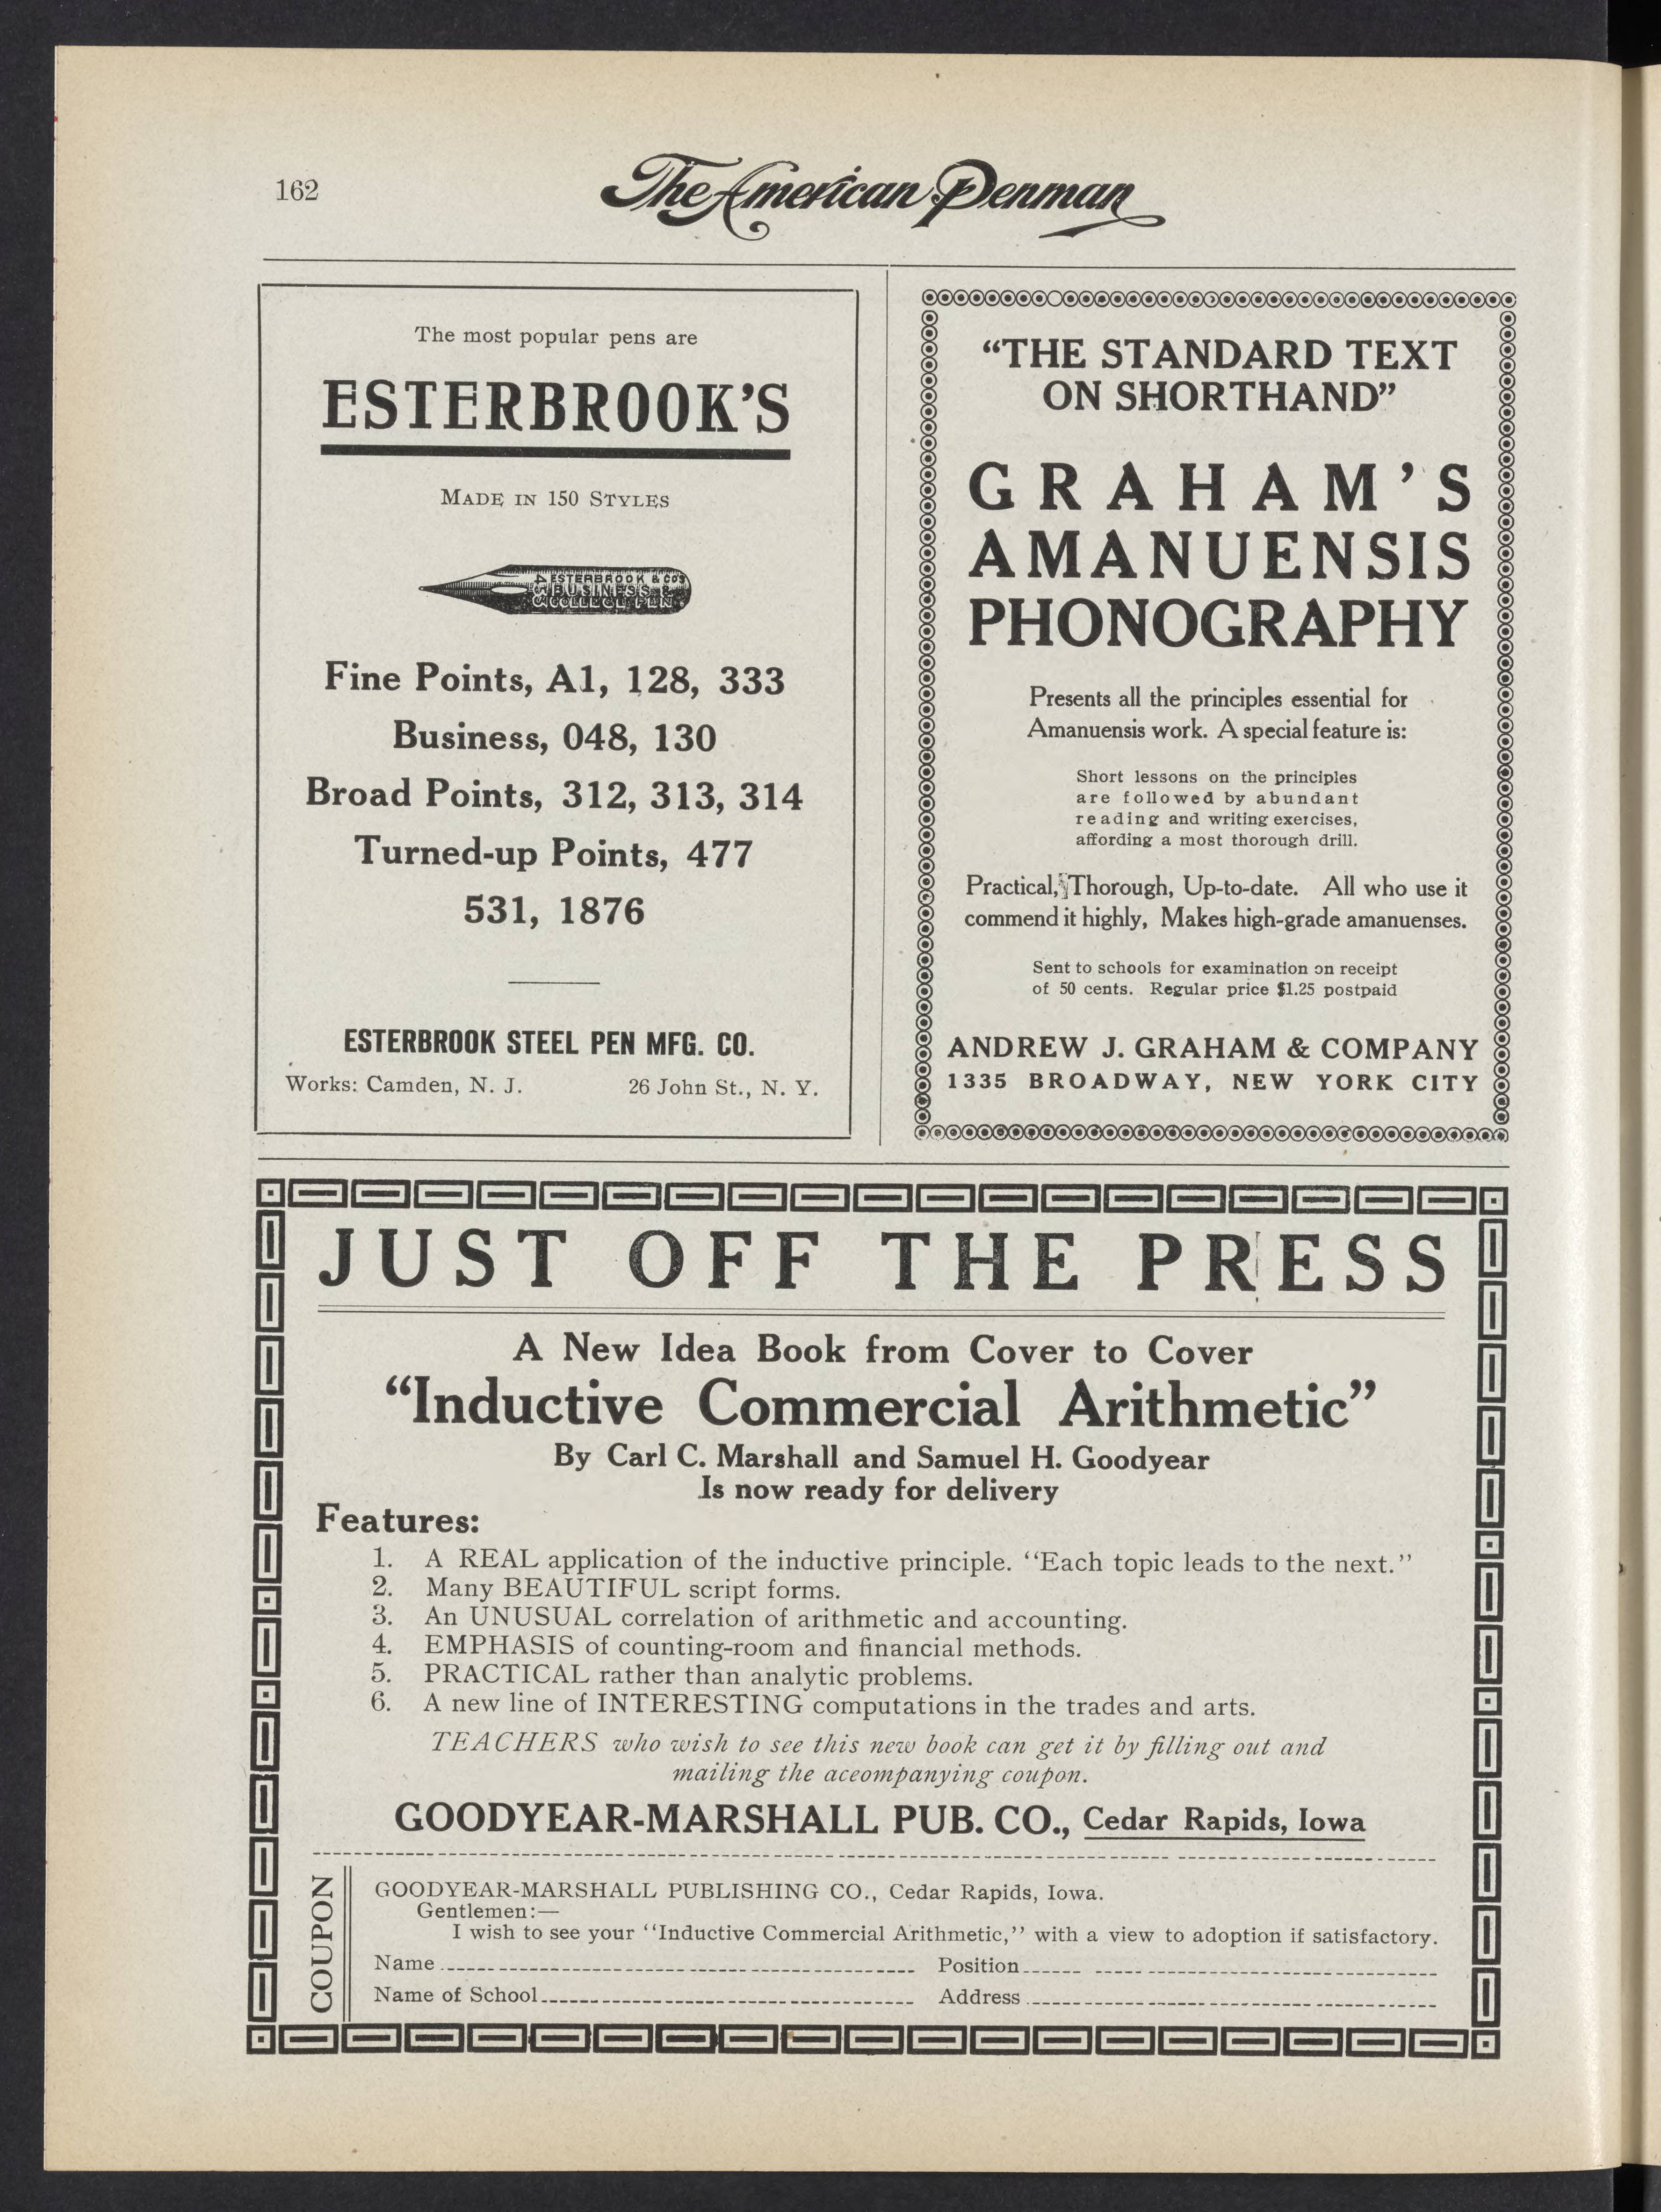 162
The American Penman
The most popular pens are
ESTERBROOK'S
MADE IN 150 STYLES
ESTERBROOK & CO'S
BUSINESS &
COLLEGE PEN
Fine Points, A1, 128, 333
Business, 048, 130
Broad Points, 312, 313, 314
Turned-up Points, 477
531, 1876
ESTERBROOK STEEL PEN MFG. CO.
Works: Camden, N. J. 26 John St., N. Y.
“THE STANDARD TEXT
ON SHORTHAND”
GRAHAM'S
AMANUENSIS
PHONOGRAPHY
Presents all the principles essential for
Amanuensis work. A special feature is:
Short lessons on the principles
are followed by abundant
reading and writing exercises,
affording a most thorough drill.
Practical, Thorough, Up-to-date. All who use it
commend it highly, Makes high-grade amanuenses.
Sent to schools for examination on receipt
of 50 cents. Regular price $1.25 postpaid
ANDREW J. GRAHAM & COMPANY
1335 BROADWAY, NEW YORK CITY
JUST OFF THE PRESS
A New Idea Book from Cover to Cover
“Inductive Commercial Arithmetic”
By Carl C. Marshall and Samuel H. Goodyear
Is now ready for delivery
Features:
1. A REAL application of the inductive principle. “Each topic leads to the next.”
2. Many BEAUTIFUL script forms.
3. An UNUSUAL correlation of arithmetic and accounting.
4. EMPHASIS of counting-room and financial methods.
5. PRACTICAL rather than analytic problems.
6. A new line of INTERESTING computations in the trades and arts.
TEACHERS who wish to see this new book can get it by filling out and
mailing the aceompanying coupon.
GOODYEAR-MARSHALL PUB. CO., Cedar Rapids, Iowa
COUPON
GOODYEAR-MARSHALL PUBLISHING CO., Cedar Rapids, Iowa.
Gentlemen:—
I wish to see your “Inductive Commercial Arithmetic,” with a view to adoption if satisfactory.
Name Position
Name of School Address